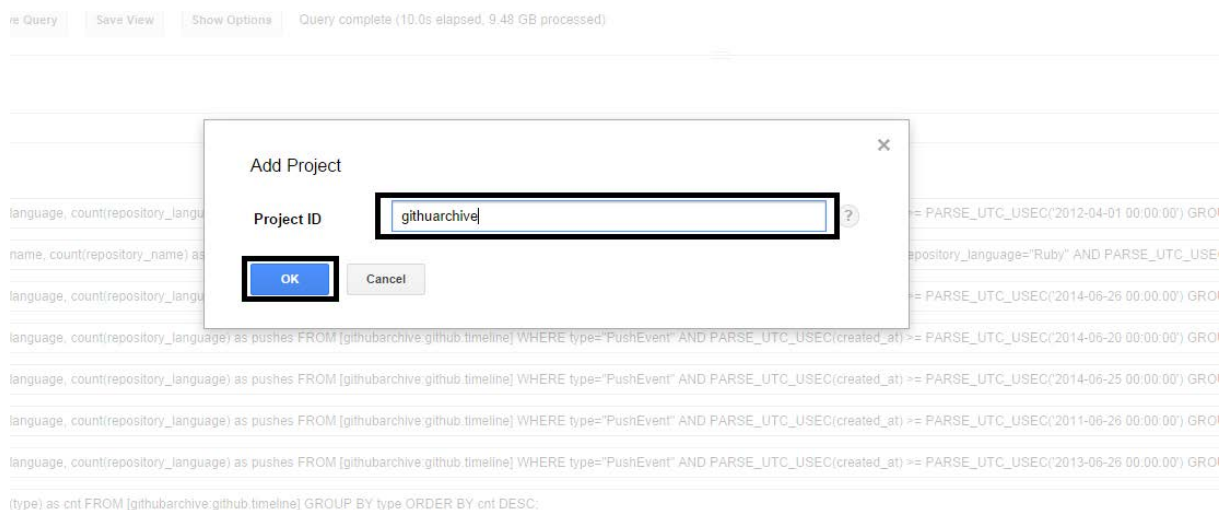 ve Query Save View Show Options Query complete (10.0s elapsed, 9.48 GB processed)
×
Add Project
Project ID githuarchive ?
OK Cancel
language, count(repository_langu >= PARSE_UTC_USEC('2012-04-01 00:00:00') GROU
name, count(repository_name) as epository_language="Ruby" AND PARSE_UTC_USE
language, count(repository_langu >= PARSE_UTC_USEC('2014-06-26 00:00:00') GROU
language, count(repository_language) as pushes FROM [githubarchive:github.timeline] WHERE type="PushEvent" AND PARSE_UTC_USEC(created_at) >= PARSE_UTC_USEC('2014-06-20 00:00:00') GROU
language, count(repository_language) as pushes FROM [githubarchive:github.timeline] WHERE type="PushEvent" AND PARSE_UTC_USEC(created_at) >= PARSE_UTC_USEC('2014-06-25 00:00:00') GROU
language, count(repository_language) as pushes FROM [githubarchive:github.timeline] WHERE type="PushEvent" AND PARSE_UTC_USEC(created_at) >= PARSE_UTC_USEC('2011-06-26 00:00:00') GROU
language, count(repository_language) as pushes FROM [githubarchive:github.timeline] WHERE type="PushEvent" AND PARSE_UTC_USEC(created_at) >= PARSE_UTC_USEC('2013-06-26 00:00:00') GROU
(type) as cnt FROM [githubarchive:github.timeline] GROUP BY type ORDER BY cnt DESC;